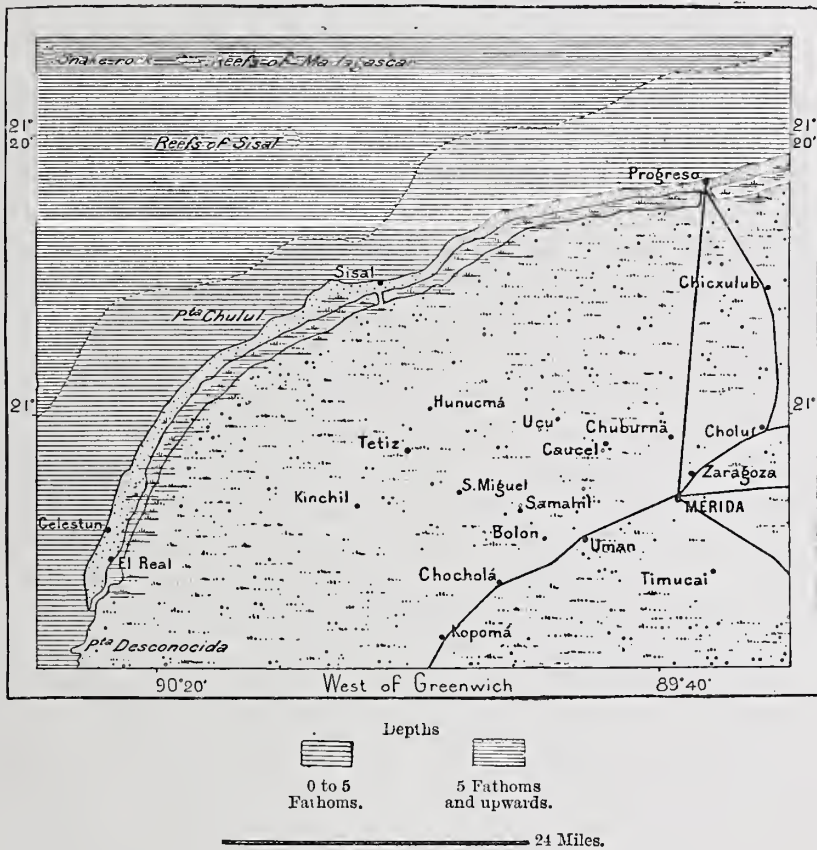 Snake-rock Reefs-of-Madagascar
21°
20'
21°
20'
Reefs of Sisal
Progreso
Sisal
Chicxulub
Pta Chulul
Hunucmá
21°
21°
Uçu
Chuburná
Cholul
Tetiz
Caucel
Zaragoza
S. Miguel
Kinchil
Samahil
MÉRIDA
Celestun
Bolon
Uman
El Real
Chocholá
Timucai
Kopomá
Pta Desconocida
90°20'
West of Greenwich
89°40'
Depths
0 to 5
Fathoms.
5 Fathoms
and upwards.
24 Miles.